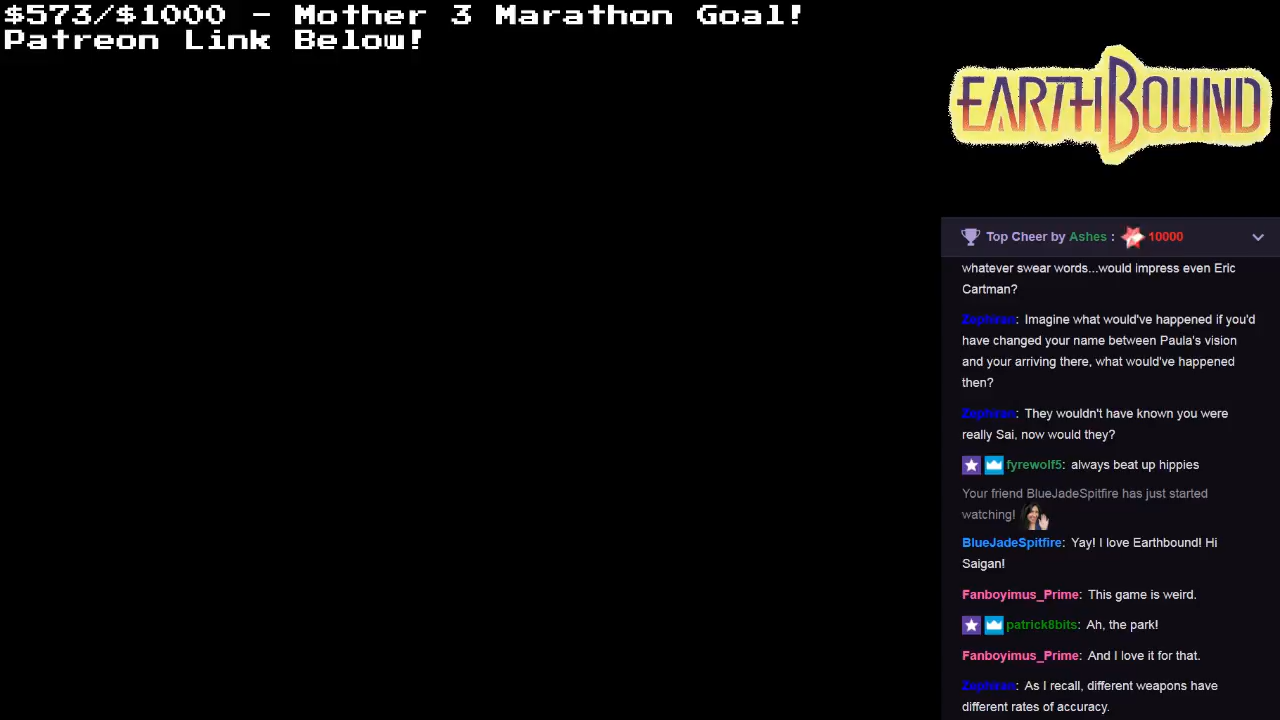 $573/$1000 - Mother 3 Marathon Goal!
Patreon Link Below!
EARTHBOUND
Top Cheer by Ashes : 10000
whatever swear words...would impress even Eric
Cartman?
Zephiran: Imagine what would've happened if you'd
have changed your name between Paula's vision
and your arriving there, what would've happened
then?
Zephiran: They wouldn't have known you were
really Sai, now would they?
fyrewolf5: always beat up hippies
Your friend BlueJadeSpitfire has just started
watching!
BlueJadeSpitfire: Yay! I love Earthbound! Hi
Saigan!
Fanboyimus_Prime: This game is weird.
patrick8bits: Ah, the park!
Fanboyimus_Prime: And I love it for that.
Zephiran: As I recall, different weapons have
different rates of accuracy.